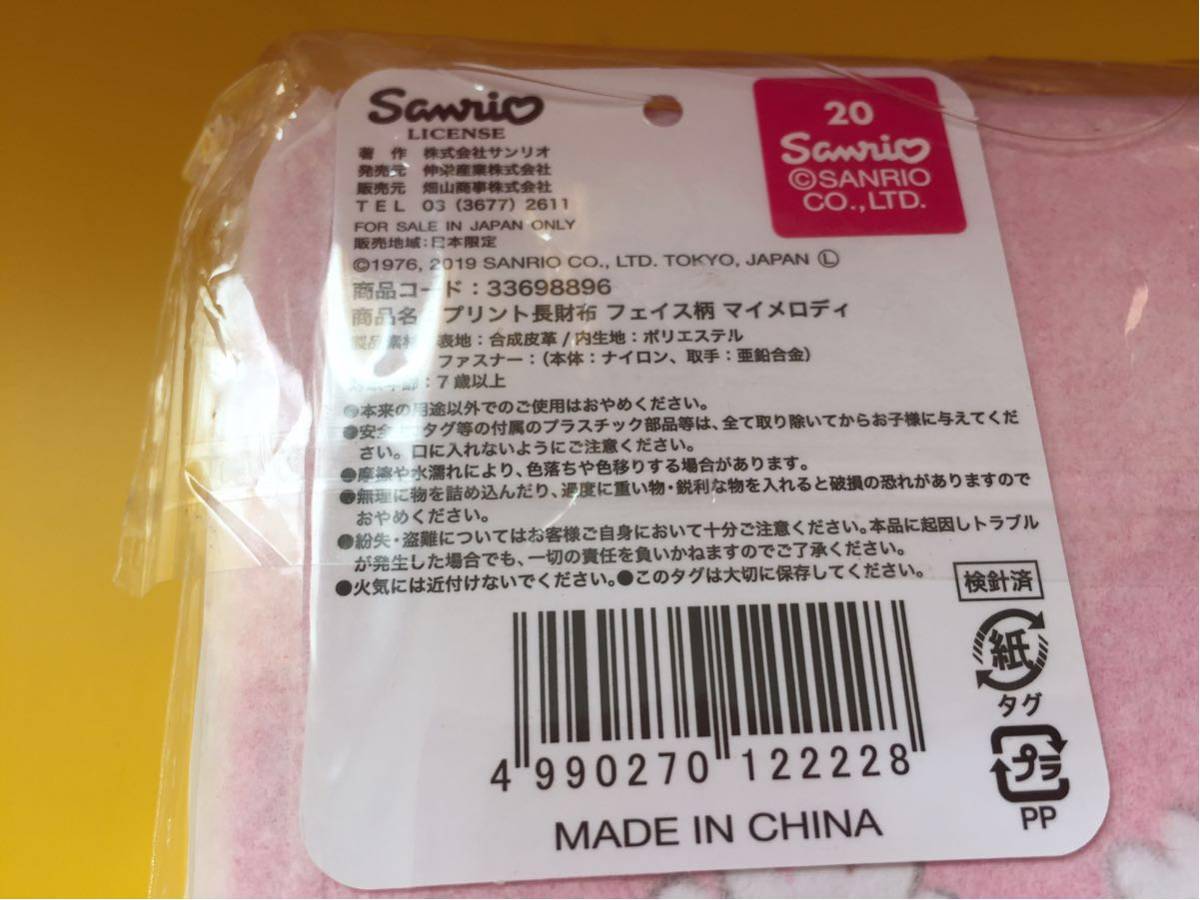 Sanrio
LICENSE
著　作　株式会社サンリオ
発売元　伸栄産業株式会社
販売元　畑山商事株式会社
TEL 03 (3677) 2611
FOR SALE IN JAPAN ONLY
販売地域:日本限定
©1976, 2019 SANRIO CO., LTD. TOKYO, JAPAN Ⓛ
商品コード:33698896
商品名 プリント長財布 フェイス柄 マイメロディ
製品素材 表地:合成皮革/内生地:ポリエステル
ファスナー:(本体:ナイロン、取手:亜鉛合金)
対象年齢:7歳以上
●本来の用途以外でのご使用はおやめください。
●安全 タグ等の付属のプラスチック部品等は、全て取り除いてからお子様に与えてくだ
さい。口に入れないようにご注意ください。
●摩擦や水濡れにより、色落ちや色移りする場合があります。
●無理に物を詰め込んだり、過度に重い物・鋭利な物を入れると破損の恐れがありますので
おやめください。
●紛失・盗難についてはお客様ご自身において十分ご注意ください。本品に起因しトラブル
が発生した場合でも、一切の責任を負いかねますのでご了承ください。
●火気には近付けないでください。●このタグは大切に保存してください。
20
Sanrio
©SANRIO
CO.,LTD.
検針済
紙
タグ
プラ
PP
4 990270 122228
MADE IN CHINA